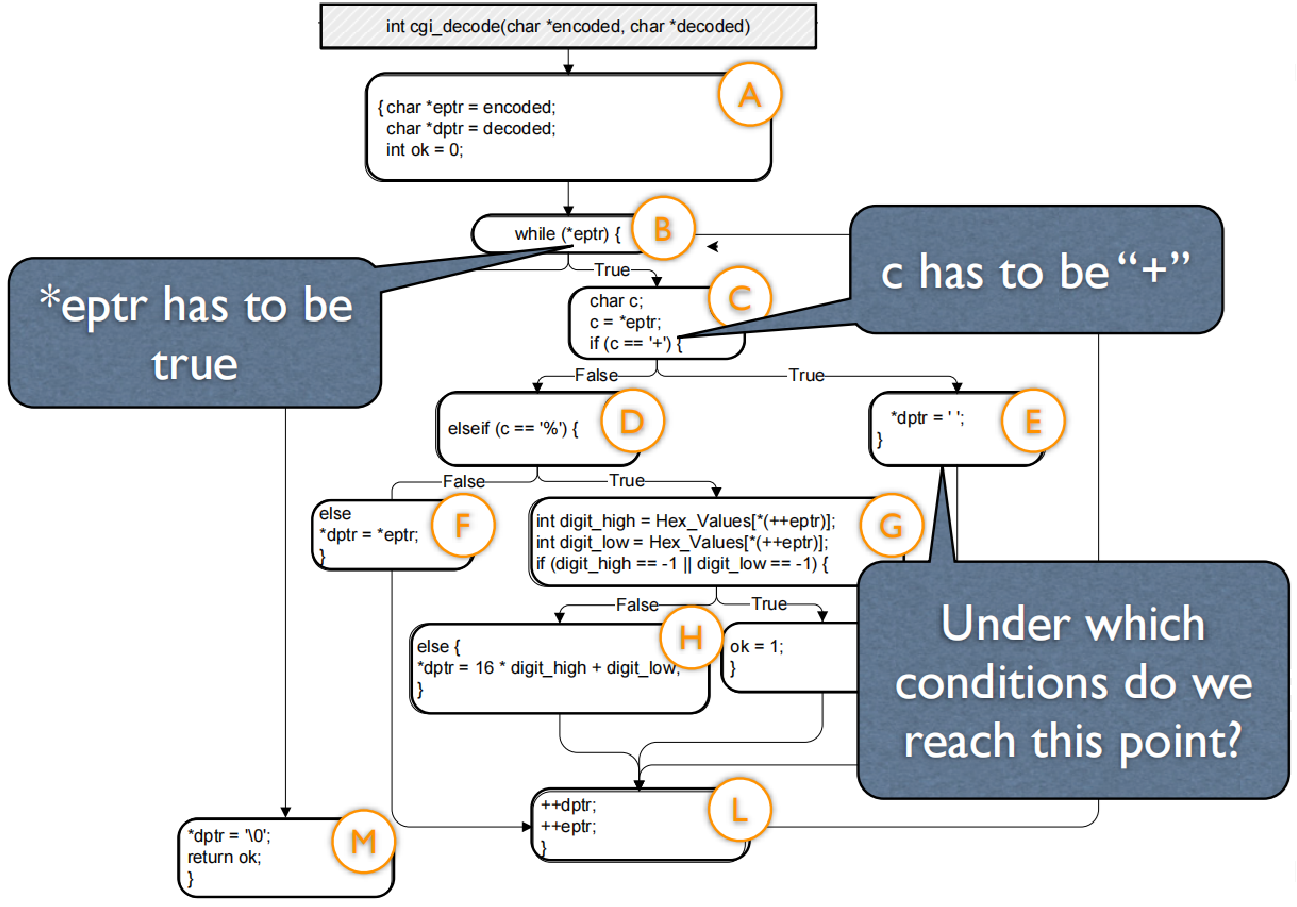 int cgi_decode(char *encoded, char *decoded)
A
{ char *eptr = encoded;
char *dptr = decoded;
int ok = 0;
B
while (*eptr) {
*eptr has to be
true
c has to be “+”
True
C
char c;
c = *eptr;
if (c == '+') {
False
True
D
elseif (c == '%') {
E
*dptr = ' ';
}
False
True
F
else
*dptr = *eptr;
}
G
int digit_high = Hex_Values[*(++eptr)];
int digit_low = Hex_Values[*(++eptr)];
if (digit_high == -1 || digit_low == -1) {
False
True
H
else {
*dptr = 16 * digit_high + digit_low;
}
ok = 1;
}
Under which
conditions do we
reach this point?
L
++dptr;
++eptr;
}
M
*dptr = '\0';
return ok;
}